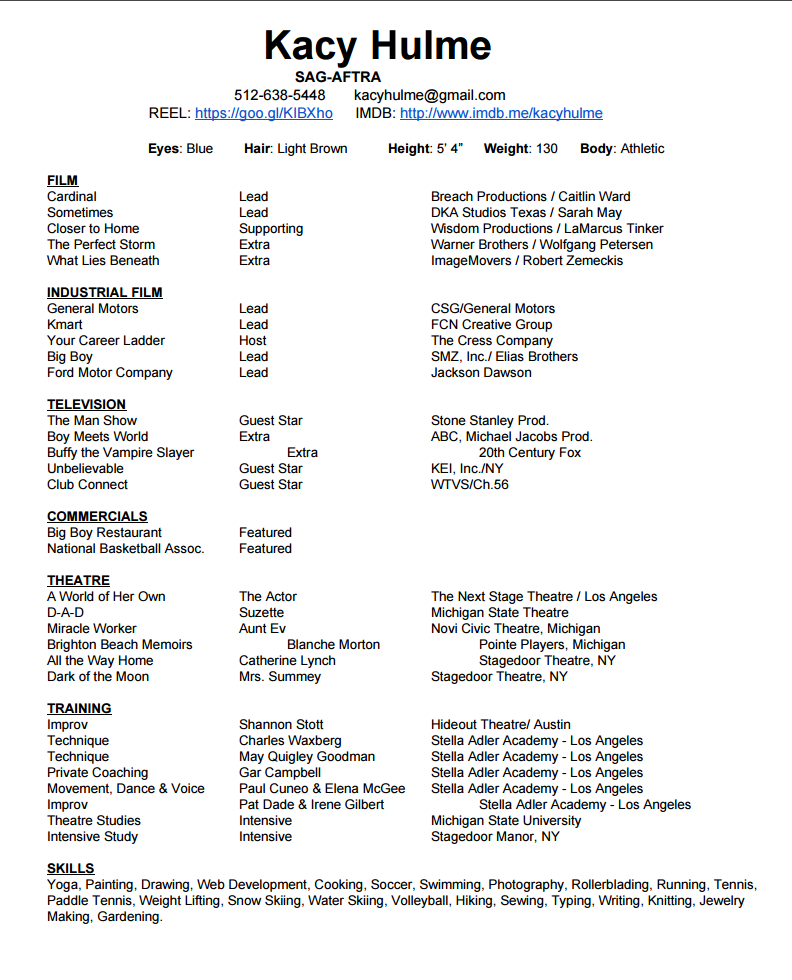 Kacy Hulme
SAG-AFTRA
512-638-5448 kacyhulme@gmail.com
REEL: https://goo.gl/KIBXho IMDB: http://www.imdb.me/kacyhulme
Eyes: Blue Hair: Light Brown Height: 5' 4" Weight: 130 Body: Athletic
FILM
Cardinal Lead Breach Productions / Caitlin Ward
Sometimes Lead DKA Studios Texas / Sarah May
Closer to Home Supporting Wisdom Productions / LaMarcus Tinker
The Perfect Storm Extra Warner Brothers / Wolfgang Petersen
What Lies Beneath Extra ImageMovers / Robert Zemeckis
INDUSTRIAL FILM
General Motors Lead CSG/General Motors
Kmart Lead FCN Creative Group
Your Career Ladder Host The Cress Company
Big Boy Lead SMZ, Inc./ Elias Brothers
Ford Motor Company Lead Jackson Dawson
TELEVISION
The Man Show Guest Star Stone Stanley Prod.
Boy Meets World Extra ABC, Michael Jacobs Prod.
Buffy the Vampire Slayer Extra 20th Century Fox
Unbelievable Guest Star KEI, Inc./NY
Club Connect Guest Star WTVS/Ch.56
COMMERCIALS
Big Boy Restaurant Featured
National Basketball Assoc. Featured
THEATRE
A World of Her Own The Actor The Next Stage Theatre / Los Angeles
D-A-D Suzette Michigan State Theatre
Miracle Worker Aunt Ev Novi Civic Theatre, Michigan
Brighton Beach Memoirs Blanche Morton Pointe Players, Michigan
All the Way Home Catherine Lynch Stagedoor Theatre, NY
Dark of the Moon Mrs. Summey Stagedoor Theatre, NY
TRAINING
Improv Shannon Stott Hideout Theatre/ Austin
Technique Charles Waxberg Stella Adler Academy - Los Angeles
Technique May Quigley Goodman Stella Adler Academy - Los Angeles
Private Coaching Gar Campbell Stella Adler Academy - Los Angeles
Movement, Dance & Voice Paul Cuneo & Elena McGee Stella Adler Academy - Los Angeles
Improv Pat Dade & Irene Gilbert Stella Adler Academy - Los Angeles
Theatre Studies Intensive Michigan State University
Intensive Study Intensive Stagedoor Manor, NY
SKILLS
Yoga, Painting, Drawing, Web Development, Cooking, Soccer, Swimming, Photography, Rollerblading, Running, Tennis,
Paddle Tennis, Weight Lifting, Snow Skiing, Water Skiing, Volleyball, Hiking, Sewing, Typing, Writing, Knitting, Jewelry
Making, Gardening.